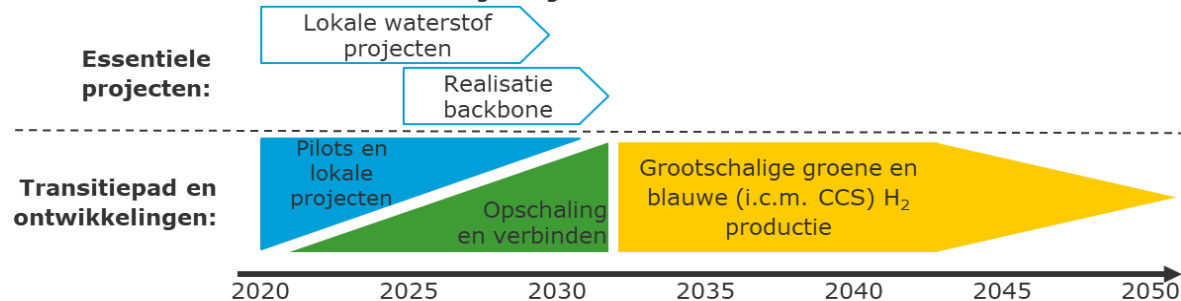 Lokale waterstof
projecten
Essentiele
projecten:
Realisatie
backbone
Pilots en
lokale
projecten
Transitiepad en
ontwikkelingen:
Opschaling
en verbinden
Grootschalige groene en
blauwe (i.c.m. CCS) H₂
productie
2020 2025 2030 2035 2040 2045 2050